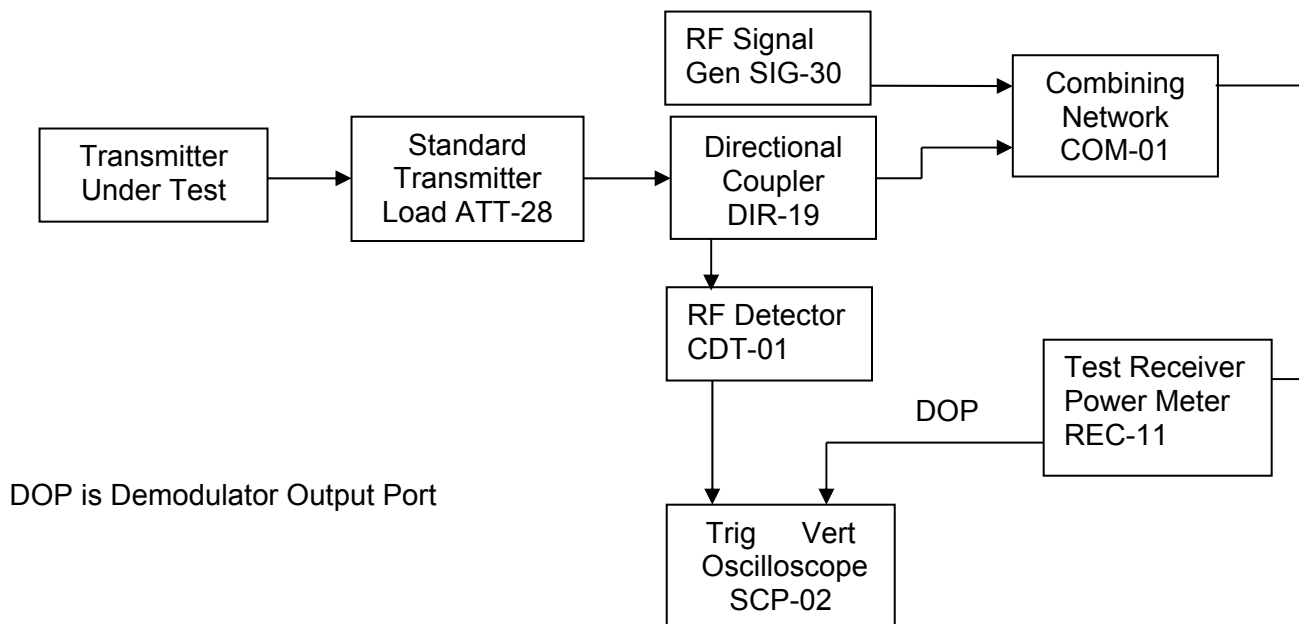 RF Signal
Gen SIG-30
Combining
Network
COM-01
Transmitter
Under Test
Standard
Transmitter
Load ATT-28
Directional
Coupler
DIR-19
RF Detector
CDT-01
Test Receiver
Power Meter
REC-11
DOP
DOP is Demodulator Output Port
Trig Vert
Oscilloscope
SCP-02